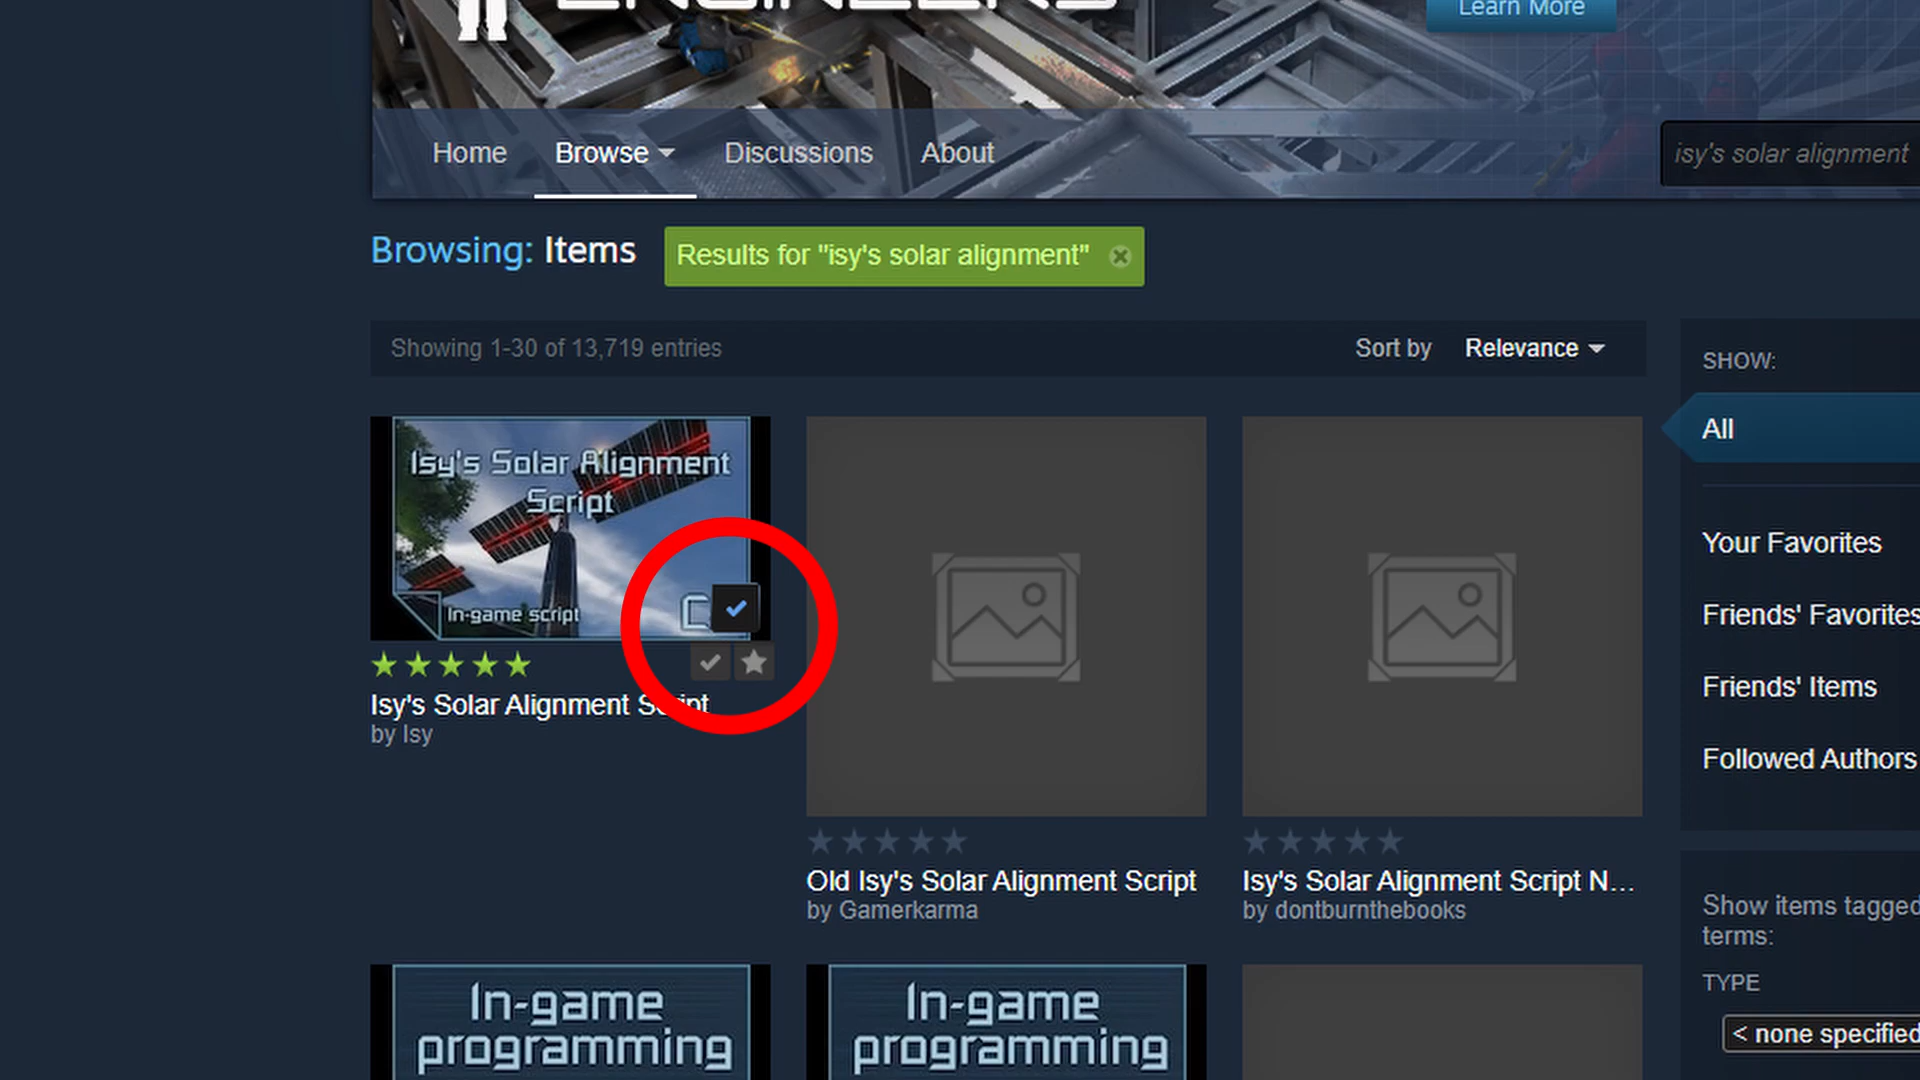 ENGINEERS
Learn More
Home
Browse
Discussions
About
isy's solar alignment
Browsing: Items
Results for "isy's solar alignment"
Showing 1-30 of 13,719 entries
Sort by
Relevance
SHOW:
All
Your Favorites
Friends' Favorites
Friends' Items
Followed Authors
Isy's Solar Alignment
Script
In-game script
Isy's Solar Alignment Script
by Isy
Old Isy's Solar Alignment Script
by Gamerkarma
Isy's Solar Alignment Script N...
by dontburnthebooks
Show items tagged
terms:
TYPE
< none specified
In-game
programming
In-game
programming